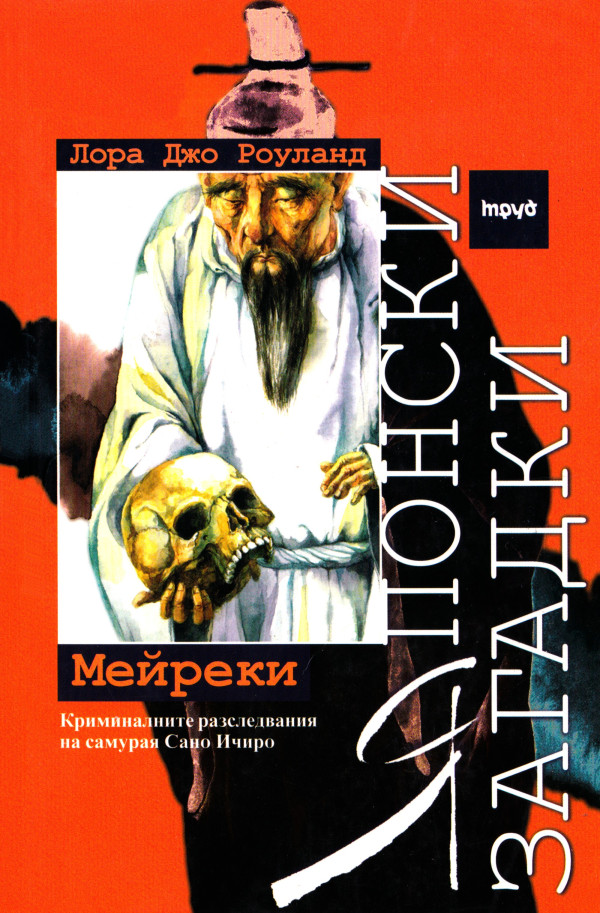 Лора Джо Роуланд
труд
ЯПОНСКИ
ЗАГАДКИ
Мейреки
Криминалните разследвания
на самурая Сано Ичиро